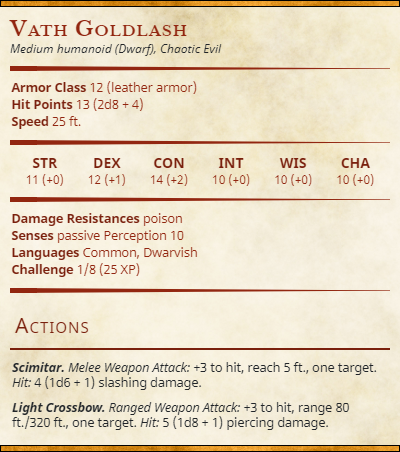 Vath Goldlash
Medium humanoid (Dwarf), Chaotic Evil
Armor Class 12 (leather armor)
Hit Points 13 (2d8 + 4)
Speed 25 ft.
STR DEX CON INT WIS CHA
11 (+0) 12 (+1) 14 (+2) 10 (+0) 10 (+0) 10 (+0)
Damage Resistances poison
Senses passive Perception 10
Languages Common, Dwarvish
Challenge 1/8 (25 XP)
Actions
Scimitar. Melee Weapon Attack: +3 to hit, reach 5 ft., one target.
Hit: 4 (1d6 + 1) slashing damage.
Light Crossbow. Ranged Weapon Attack: +3 to hit, range 80
ft./320 ft., one target. Hit: 5 (1d8 + 1) piercing damage.